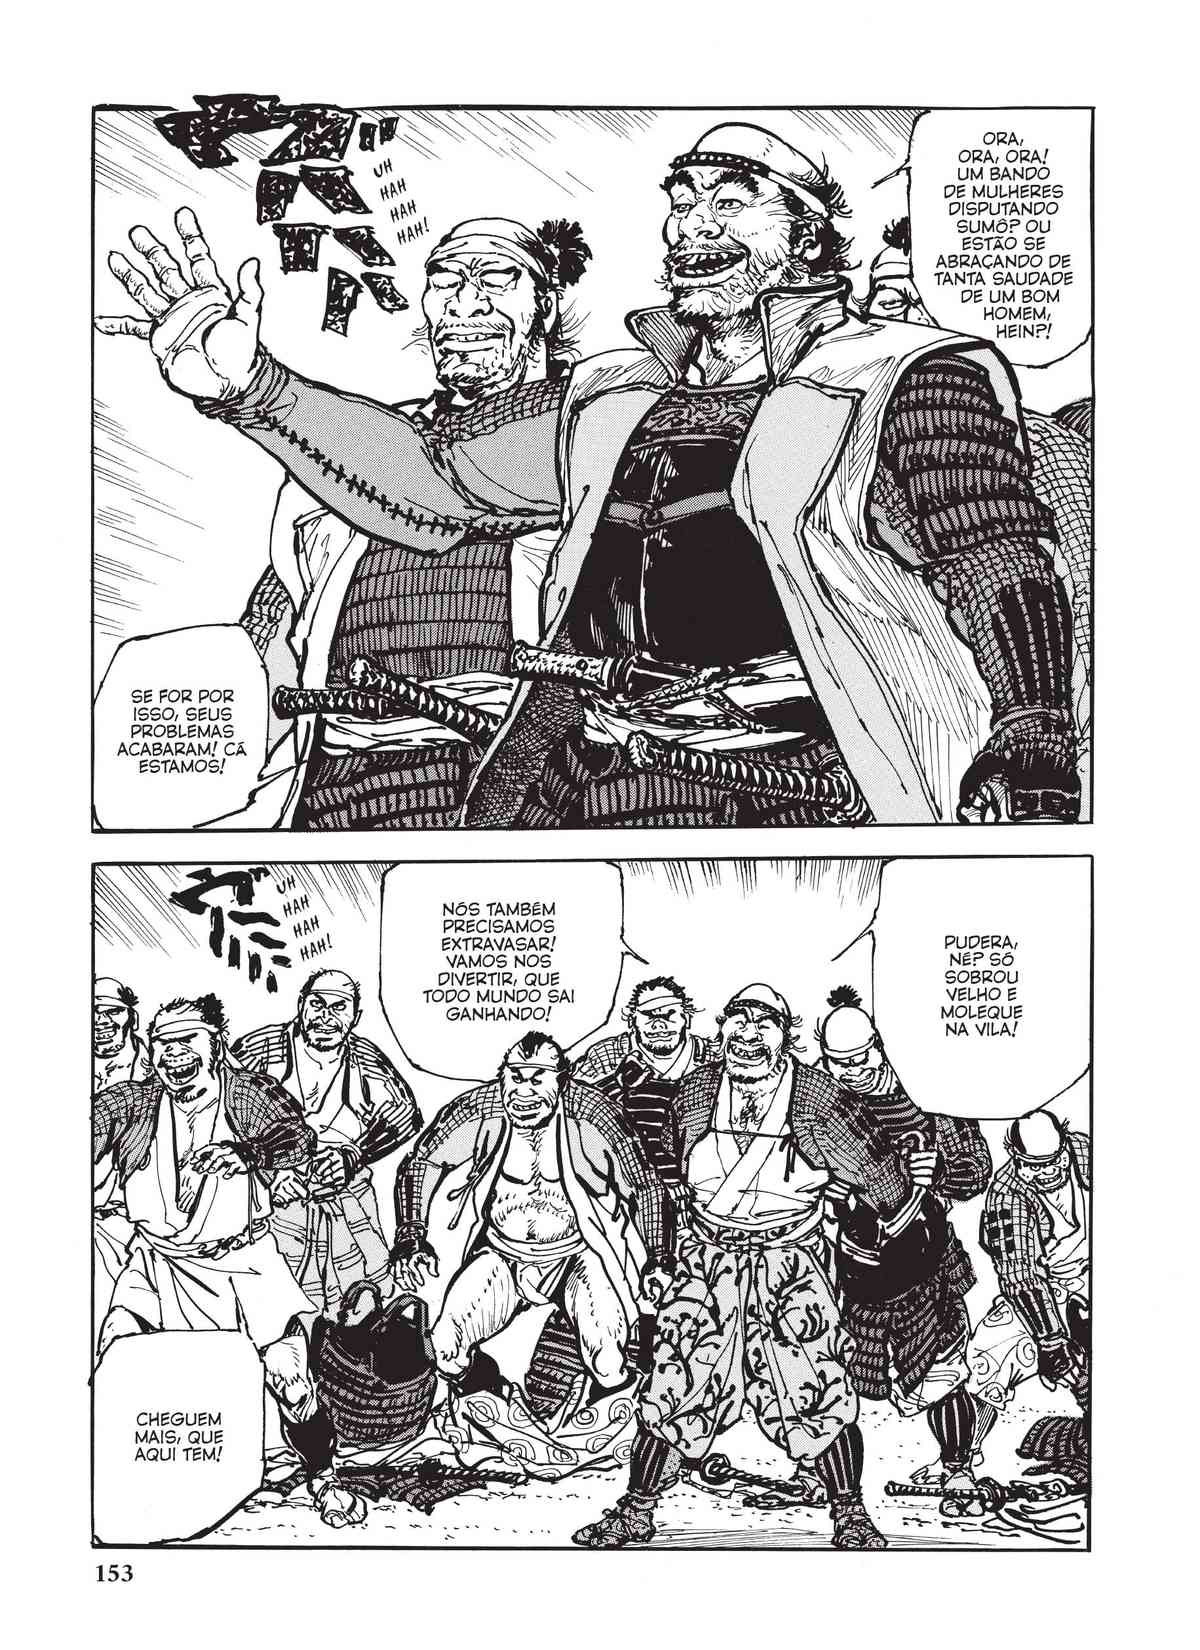 ORA,
ORA, ORA!
UM BANDO
DE MULHERES
DISPUTANDO
SUMÔ? OU
ESTÃO SE
ABRAÇANDO DE
TANTA SAUDADE
DE UM BOM
HOMEM,
HEIN?!
UH
HAH
HAH
HAH!
SE FOR POR
ISSO, SEUS
PROBLEMAS
ACABARAM! CÁ
ESTAMOS!
PUDERA,
NÉ? SÓ
SOBROU
VELHO E
MOLEQUE
NA VILA!
NÓS TAMBÉM
PRECISAMOS
EXTRAVASAR!
VAMOS NOS
DIVERTIR, QUE
TODO MUNDO SAI
GANHANDO!
UH
HAH
HAH
HAH!
CHEGUEM
MAIS, QUE
AQUI TEM!
153